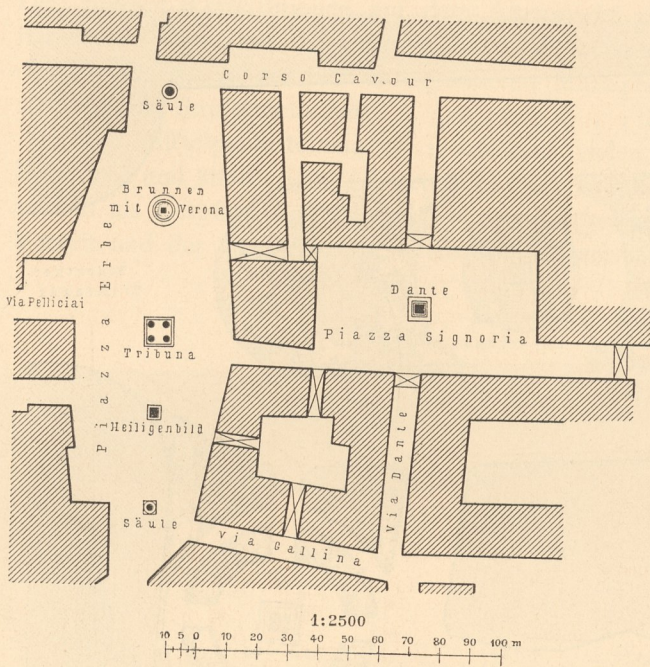 Corso Cavour
Säule
Brunnen
mit Verona
Piazza Erbe
Via Pelliciai
Dante
Piazza Signoria
Tribuna
Heiligenbild
Via Dante
Säule
Via Gallina
1:2500
10 5 0 10 20 30 40 50 60 70 80 90 100 m